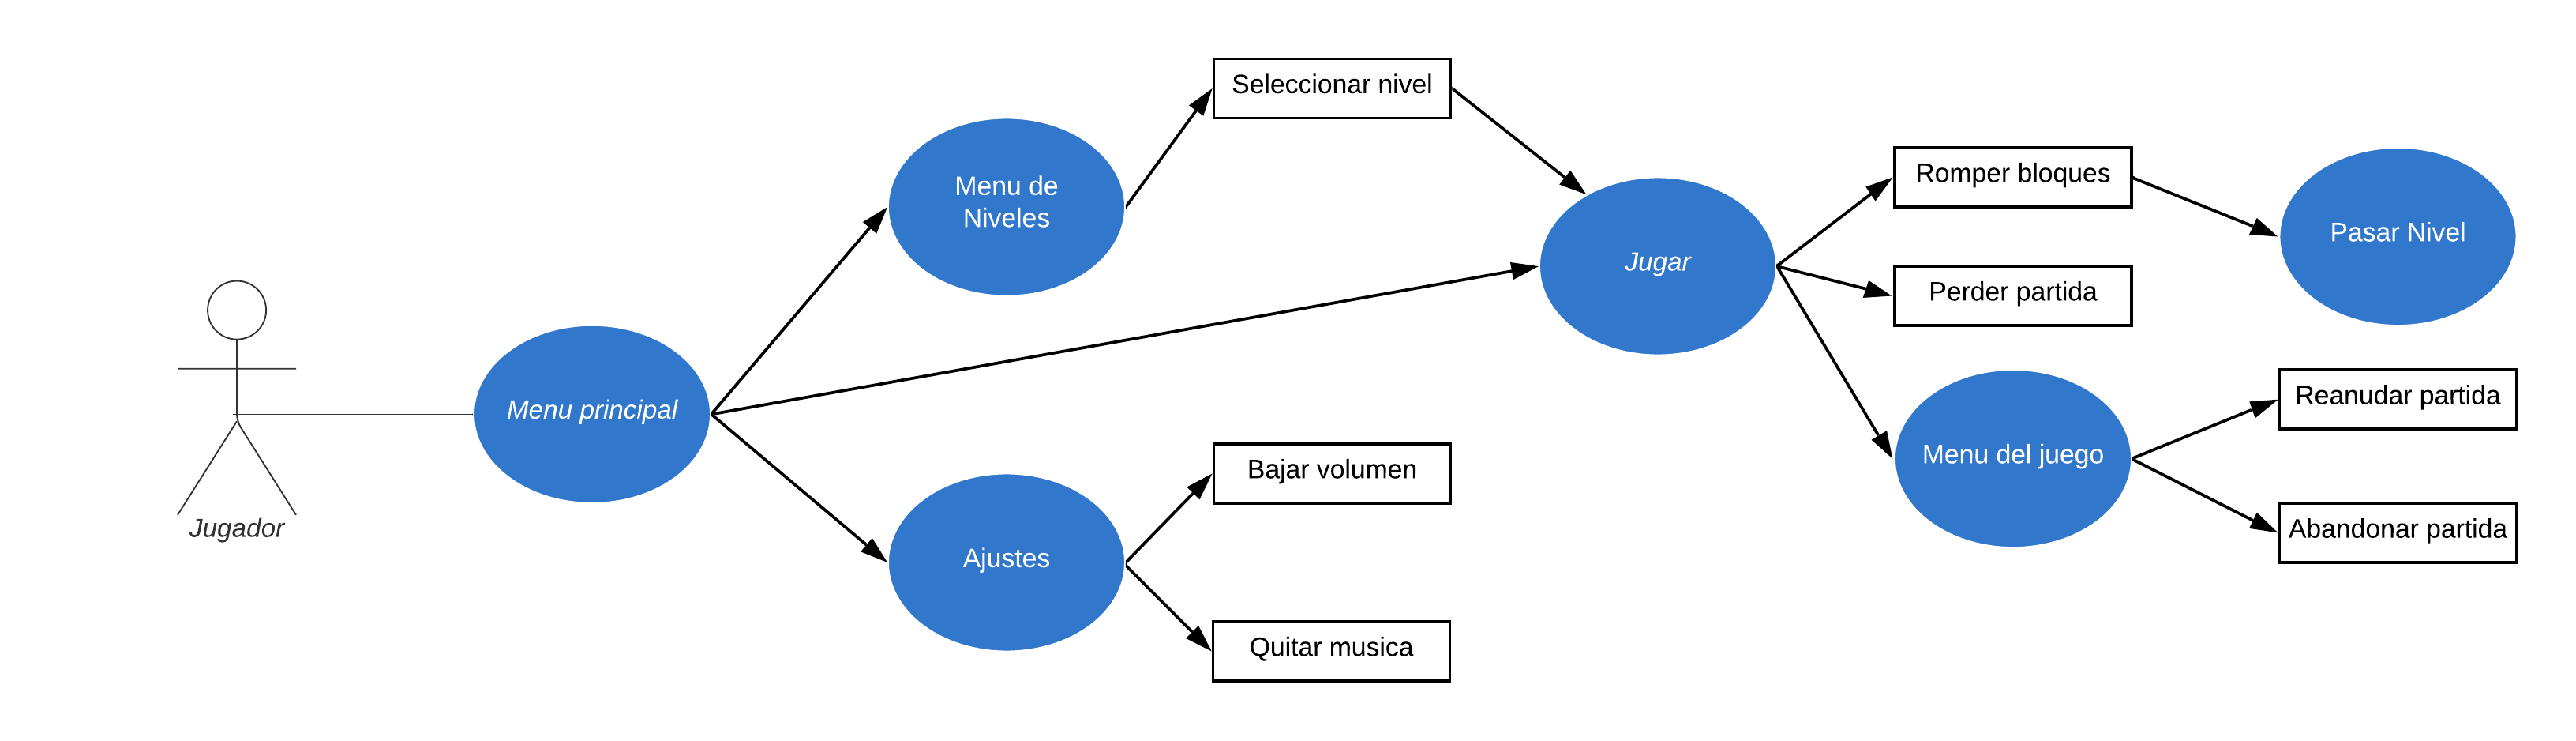 Seleccionar nivel
Menu de
Niveles
Romper bloques
Pasar Nivel
Jugar
Perder partida
Menu principal
Reanudar partida
Menu del juego
Bajar volumen
Jugador
Ajustes
Abandonar partida
Quitar musica